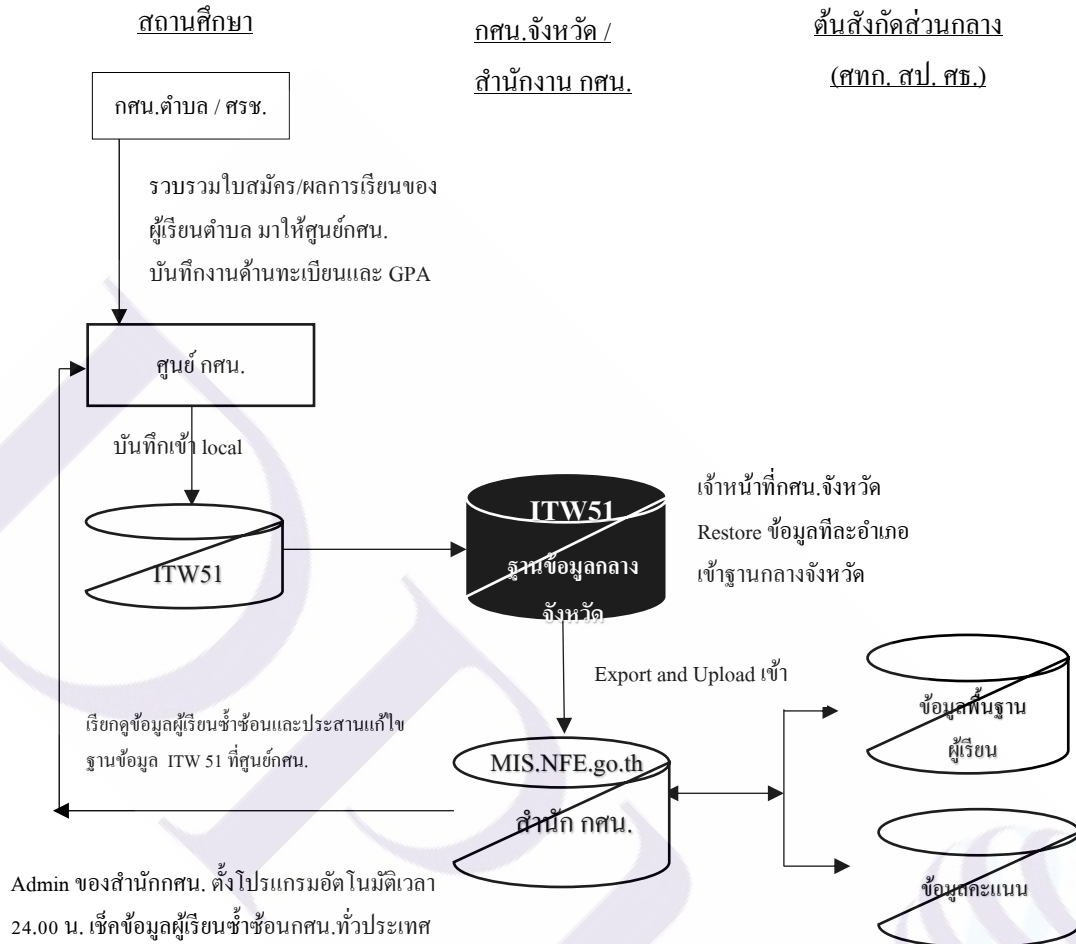 สถานศึกษา
กศน.จังหวัด /
สำนักงาน กศน.
ต้นสังกัดส่วนกลาง
(ศทก. สป. ศธ.)
กศน.ตำบล / ศรช.
รวบรวมใบสมัคร/ผลการเรียนของ
ผู้เรียนตำบล มาให้ศูนย์กศน.
บันทึกงานด้านทะเบียนและ GPA
ศูนย์ กศน.
บันทึกเข้า local
ITW51
ITW51
ฐานข้อมูลกลาง
จังหวัด
เจ้าหน้าที่กศน.จังหวัด
Restore ข้อมูลทีละอำเภอ
เข้าฐานกลางจังหวัด
Export and Upload เข้า
ข้อมูลพื้นฐาน
ผู้เรียน
เรียกดูข้อมูลผู้เรียนซ้ำซ้อนและประสานแก้ไข
ฐานข้อมูล ITW 51 ที่ศูนย์กศน.
MIS.NFE.go.th
สำนัก กศน.
ข้อมูลคะแนน
Admin ของสำนักกศน. ตั้งโปรแกรมอัตโนมัติเวลา
24.00 น. เช็คข้อมูลผู้เรียนซ้ำซ้อนกศน.ทั่วประเทศ